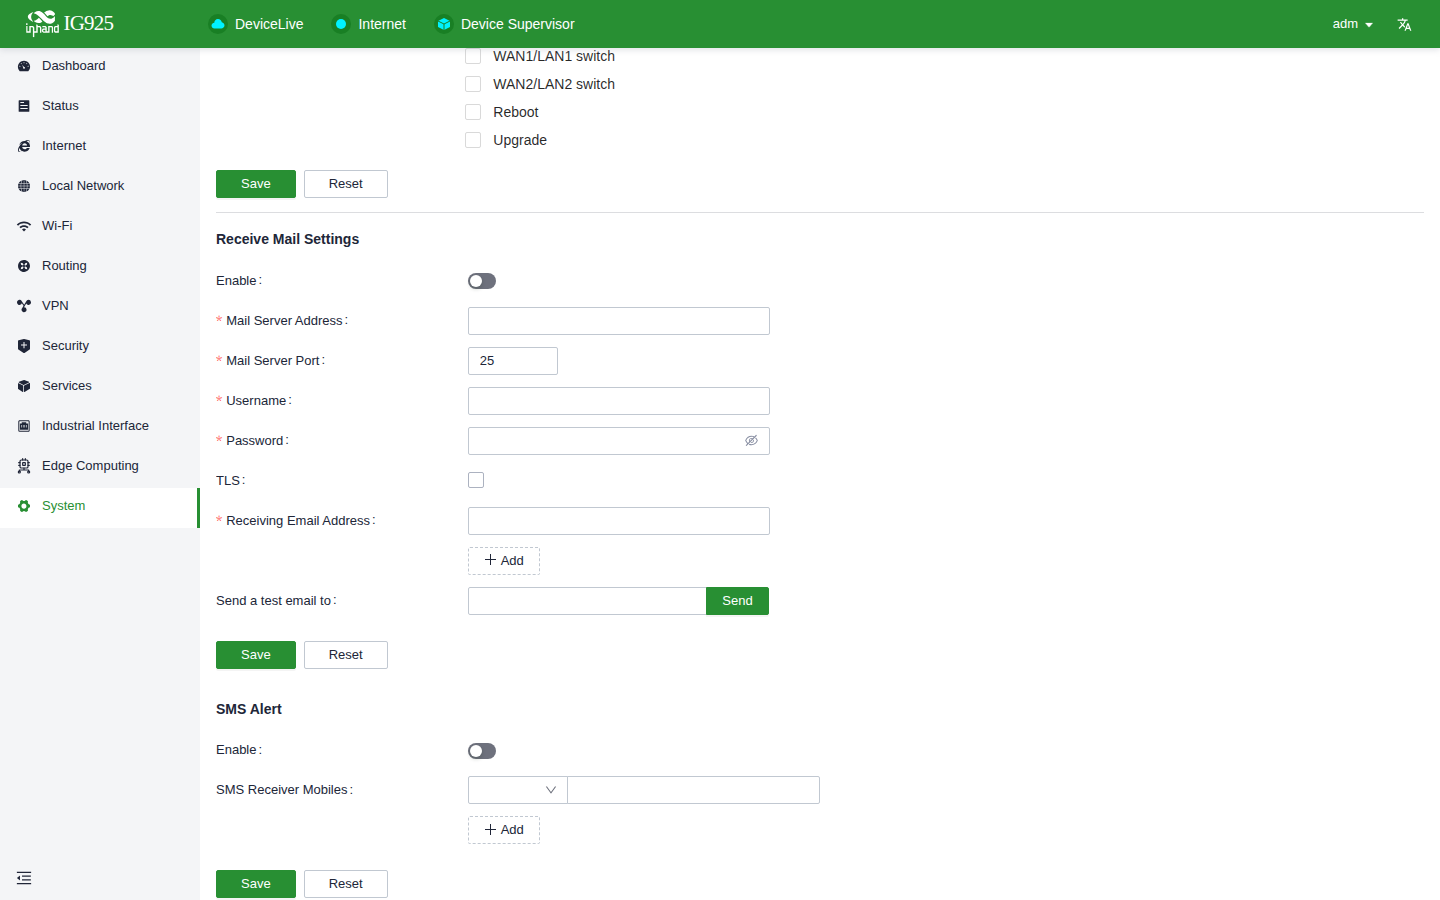 inhand IG925 DeviceLive Internet Device Supervisor adm
Dashboard
Status
Internet
Local Network
Wi-Fi
Routing
VPN
Security
Services
Industrial Interface
Edge Computing
System
WAN1/LAN1 switch
WAN2/LAN2 switch
Reboot
Upgrade
Save Reset
Receive Mail Settings
Enable:
* Mail Server Address:
* Mail Server Port: 25
* Username:
* Password:
TLS:
* Receiving Email Address:
+ Add
Send a test email to: Send
Save Reset
SMS Alert
Enable:
SMS Receiver Mobiles:
+ Add
Save Reset